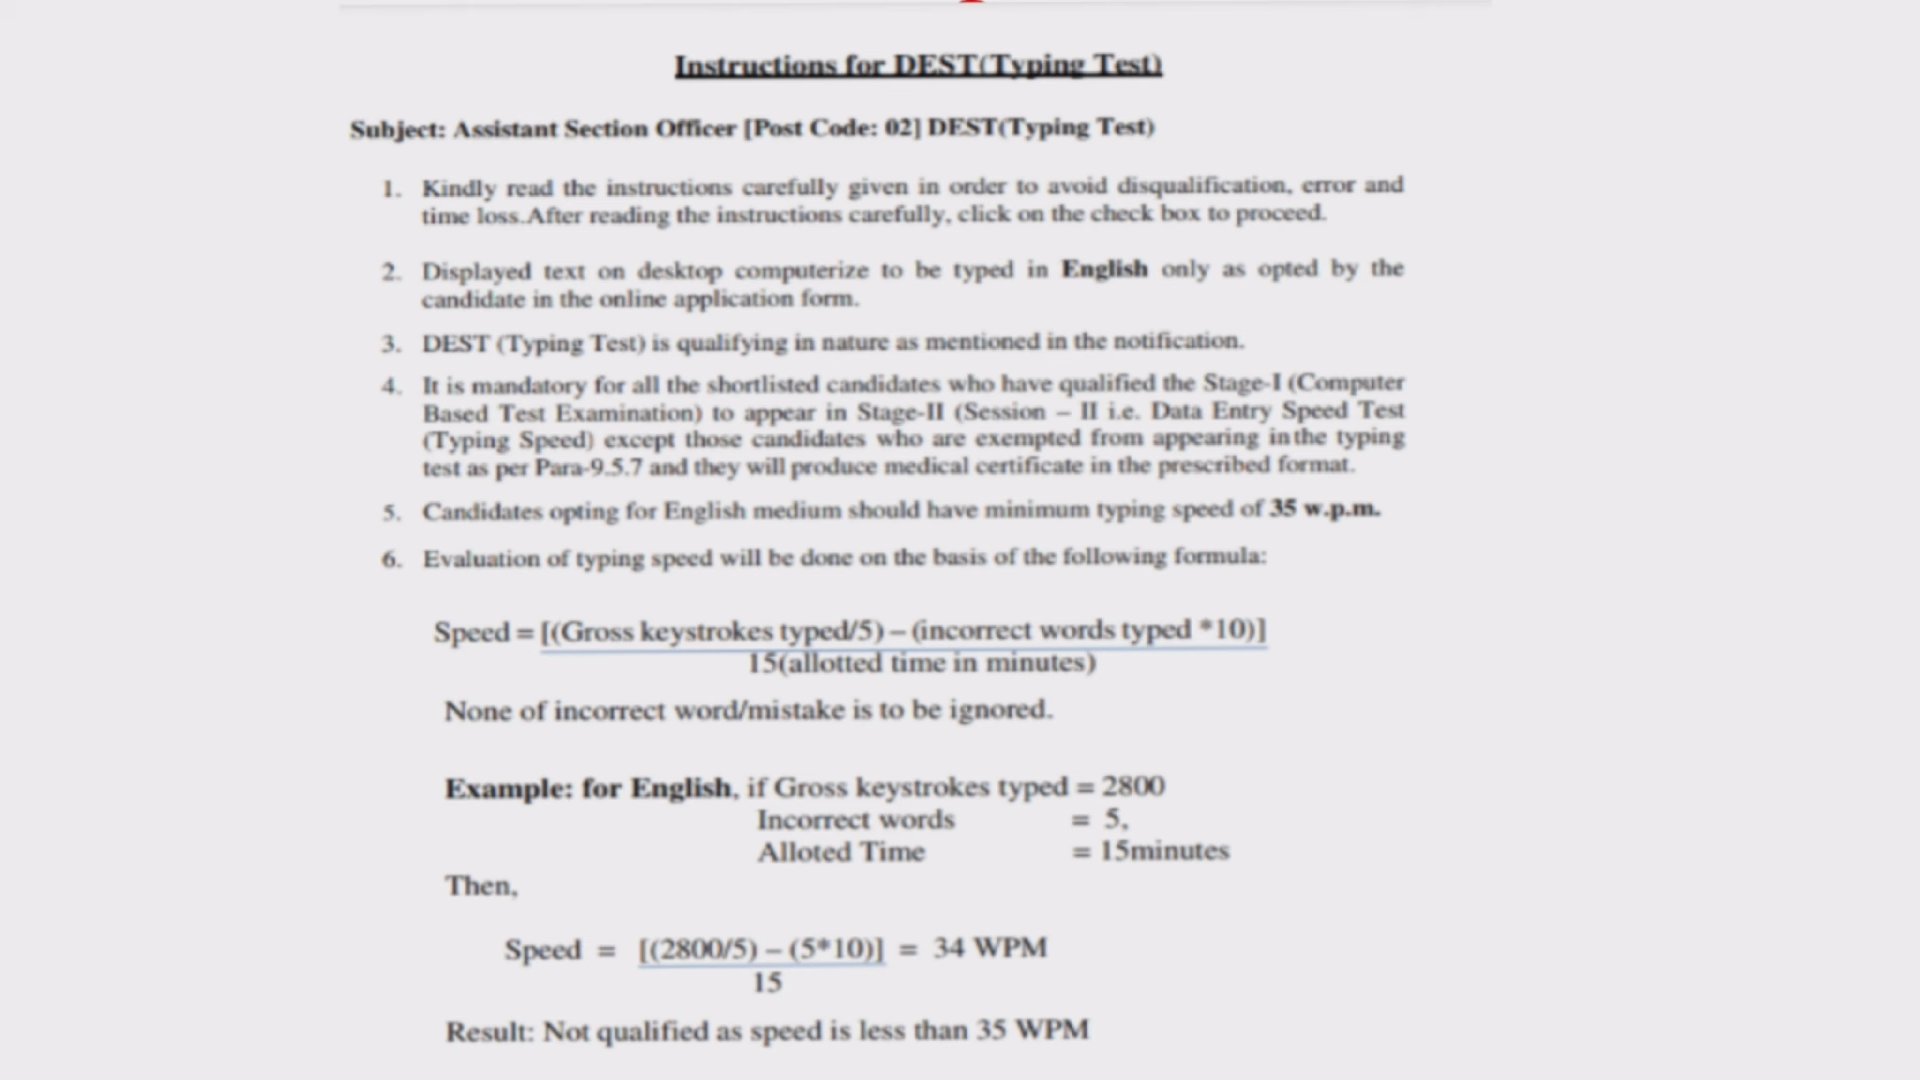 Instructions for DEST(Typing Test)
Subject: Assistant Section Officer [Post Code: 02] DEST(Typing Test)
1. Kindly read the instructions carefully given in order to avoid disqualification, error and
time loss.After reading the instructions carefully, click on the check box to proceed.
2. Displayed text on desktop computerize to be typed in English only as opted by the
candidate in the online application form.
3. DEST (Typing Test) is qualifying in nature as mentioned in the notification.
4. It is mandatory for all the shortlisted candidates who have qualified the Stage-I (Computer
Based Test Examination) to appear in Stage-II (Session – II i.e. Data Entry Speed Test
(Typing Speed) except those candidates who are exempted from appearing in the typing
test as per Para-9.5.7 and they will produce medical certificate in the prescribed format.
5. Candidates opting for English medium should have minimum typing speed of 35 w.p.m.
6. Evaluation of typing speed will be done on the basis of the following formula:
Speed = [(Gross keystrokes typed/5) – (incorrect words typed *10)]
15(allotted time in minutes)
None of incorrect word/mistake is to be ignored.
Example: for English, if Gross keystrokes typed = 2800
Incorrect words = 5,
Alloted Time = 15minutes
Then,
Speed = [(2800/5) – (5*10)] = 34 WPM
15
Result: Not qualified as speed is less than 35 WPM